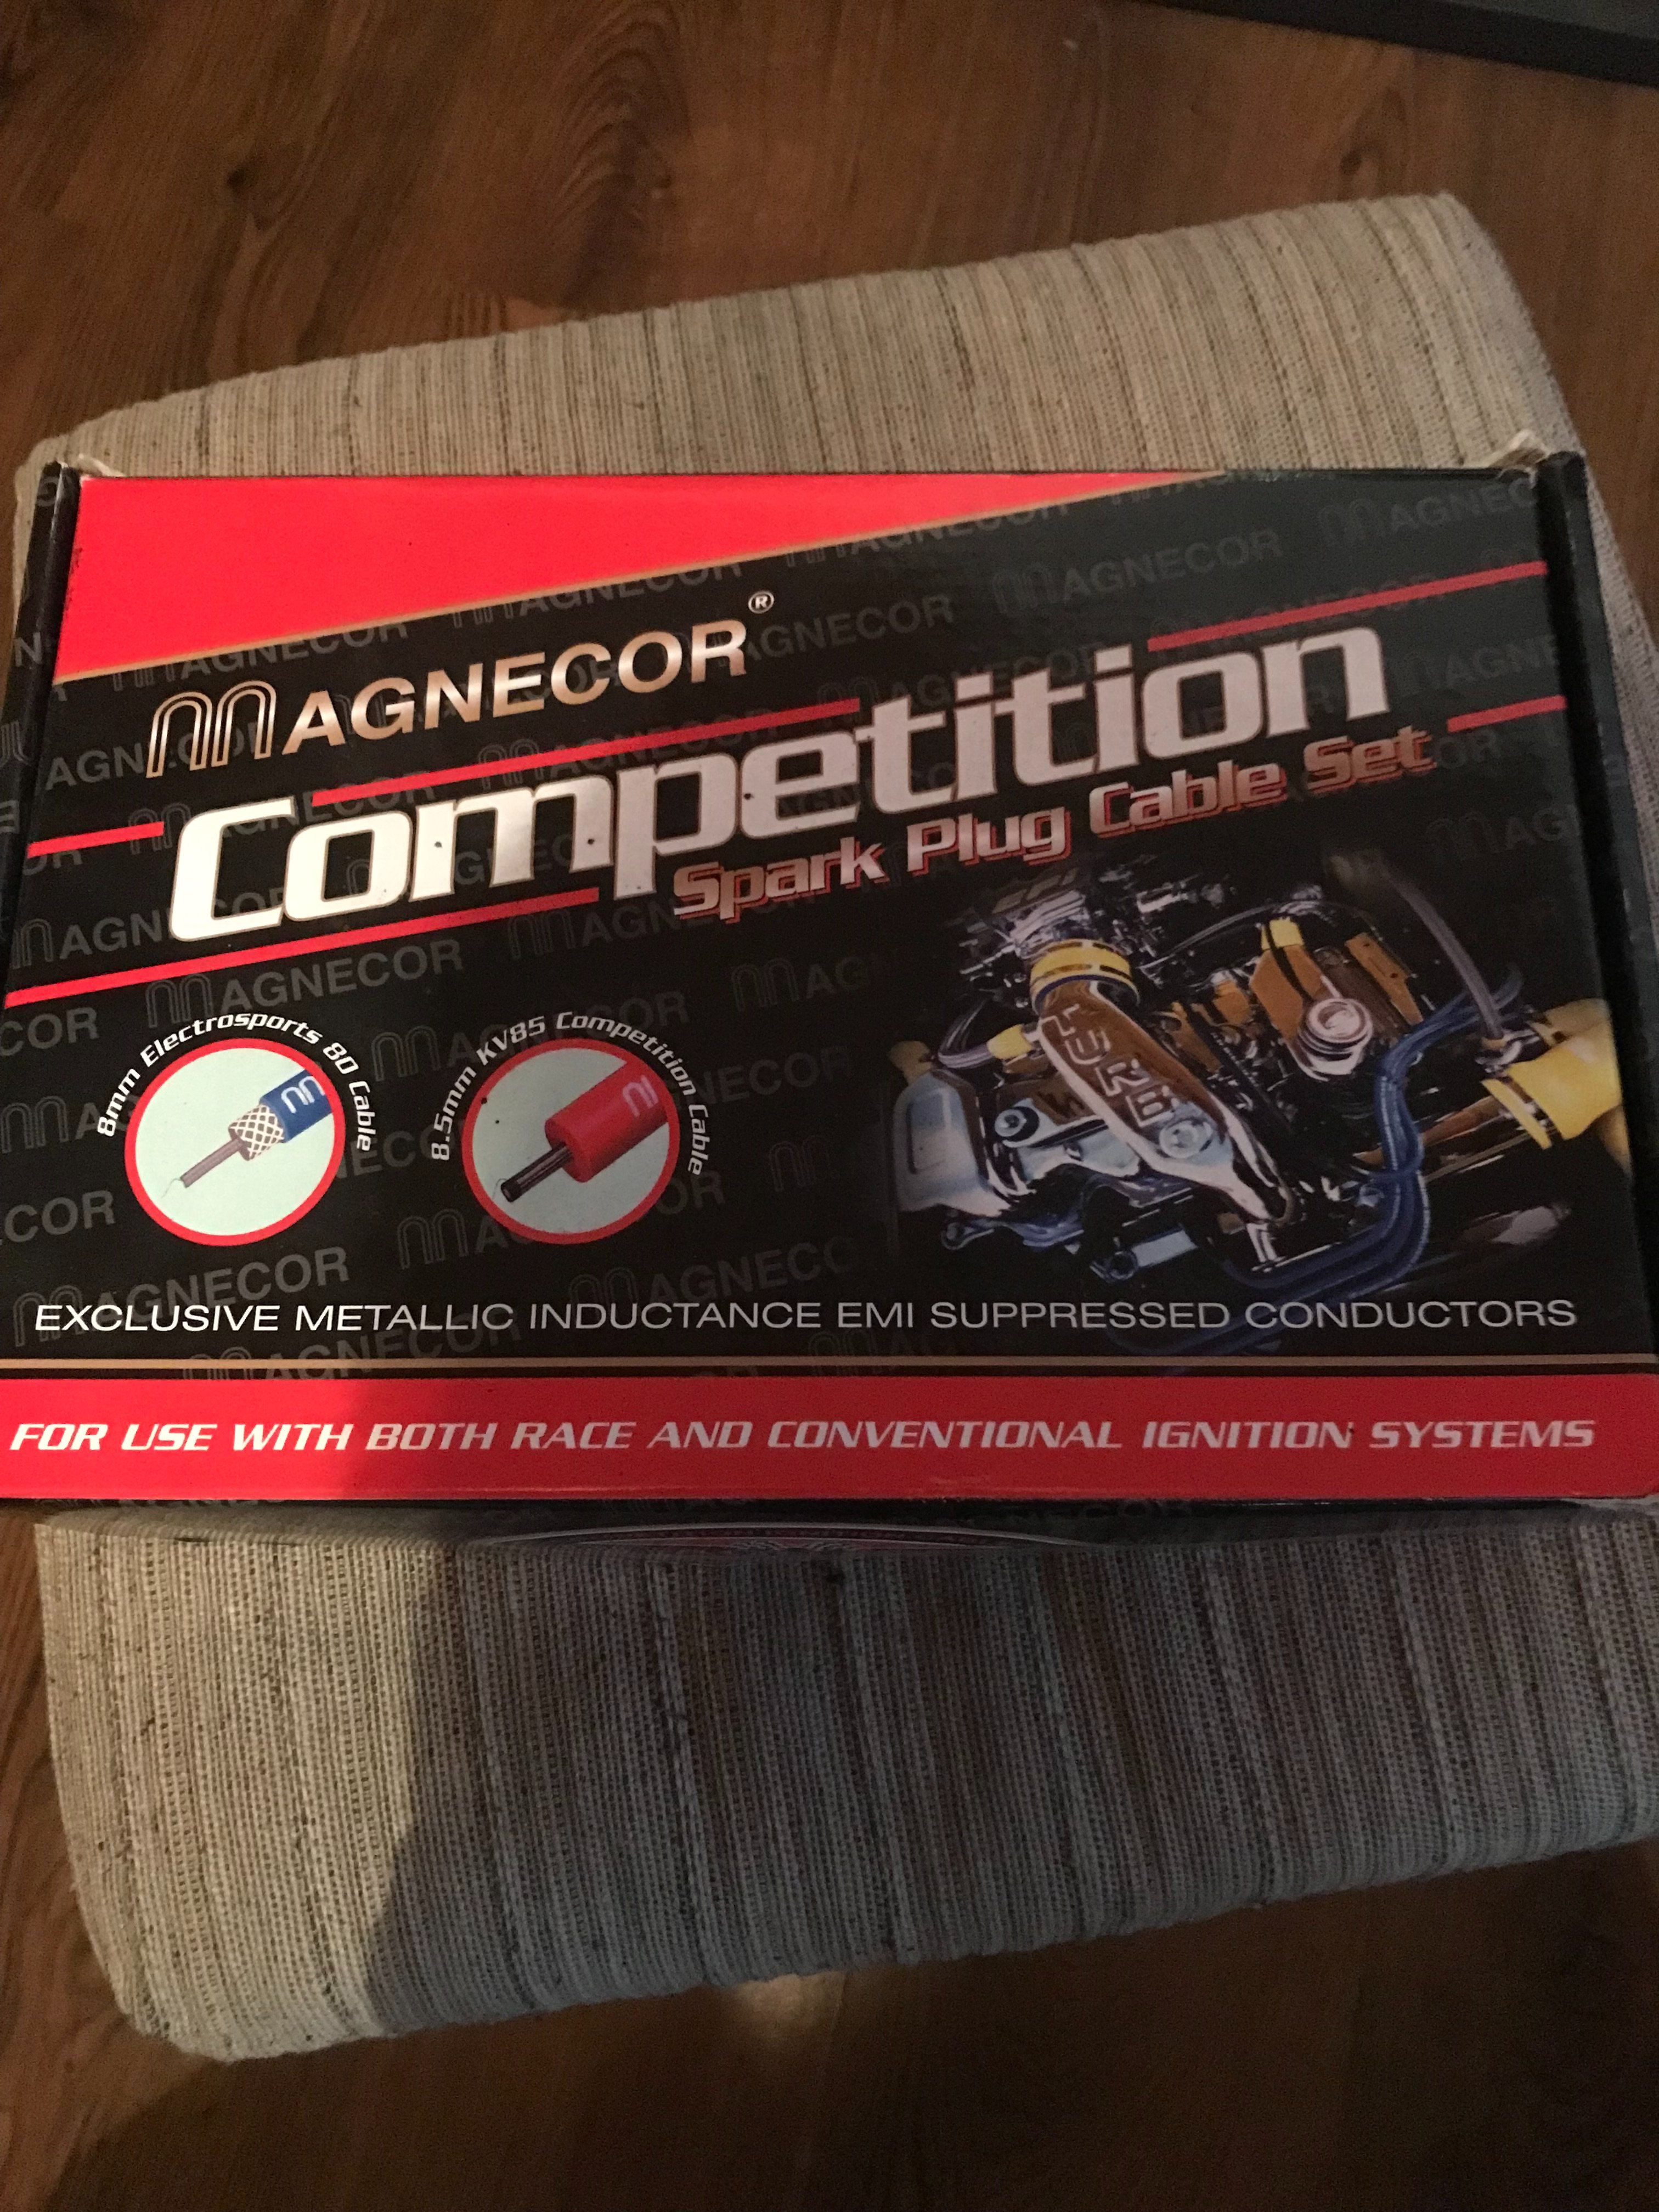 MAGNECOR®
Competition
Spark Plug Cable Set
8mm Electrosports 80 Cable
8.5mm KV85 Competition Cable
EXCLUSIVE METALLIC INDUCTANCE EMI SUPPRESSED CONDUCTORS
FOR USE WITH BOTH RACE AND CONVENTIONAL IGNITION SYSTEMS